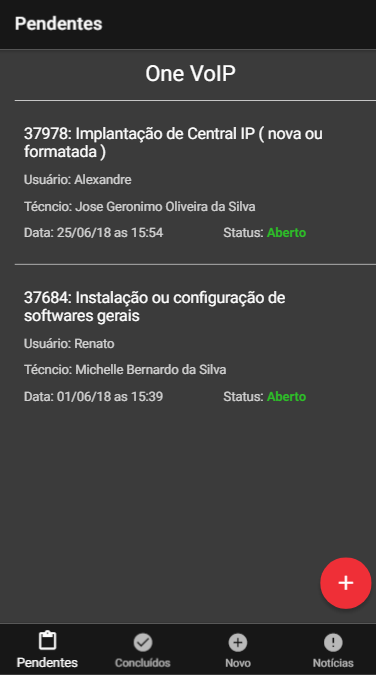 Pendentes
One VoIP
37978: Implantação de Central IP ( nova ou
formatada )
Usuário: Alexandre
Técncio: Jose Geronimo Oliveira da Silva
Data: 25/06/18 as 15:54 Status: Aberto
37684: Instalação ou configuração de
softwares gerais
Usuário: Renato
Técncio: Michelle Bernardo da Silva
Data: 01/06/18 as 15:39 Status: Aberto
Pendentes Concluídos Novo Notícias